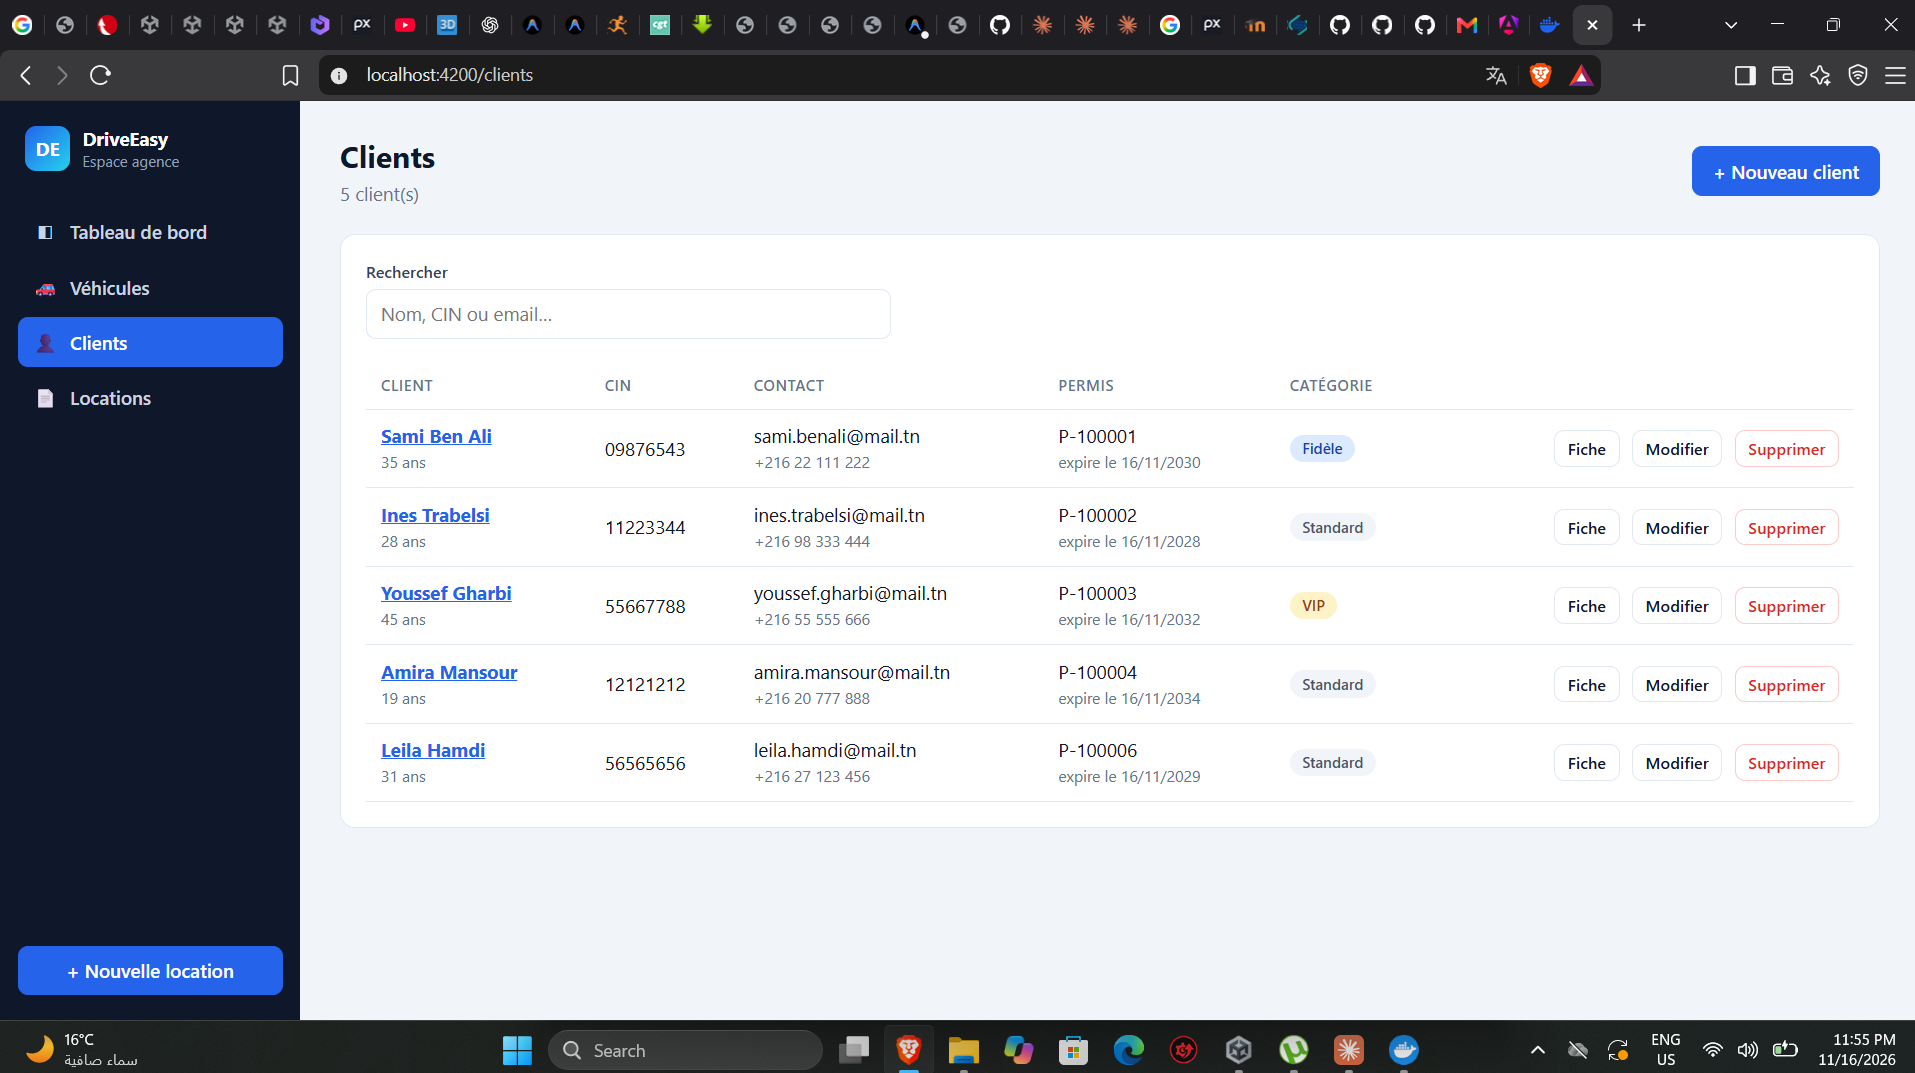 localhost:4200/clients
DE
DriveEasy
Espace agence
Tableau de bord
Véhicules
Clients
Locations
+ Nouvelle location
Clients
5 client(s)
+ Nouveau client
Rechercher
Nom, CIN ou email...
CLIENT CIN CONTACT PERMIS CATÉGORIE
Sami Ben Ali
35 ans
09876543
sami.benali@mail.tn
+216 22 111 222
P-100001
expire le 16/11/2030
Fidèle
Fiche Modifier Supprimer
Ines Trabelsi
28 ans
11223344
ines.trabelsi@mail.tn
+216 98 333 444
P-100002
expire le 16/11/2028
Standard
Fiche Modifier Supprimer
Youssef Gharbi
45 ans
55667788
youssef.gharbi@mail.tn
+216 55 555 666
P-100003
expire le 16/11/2032
VIP
Fiche Modifier Supprimer
Amira Mansour
19 ans
12121212
amira.mansour@mail.tn
+216 20 777 888
P-100004
expire le 16/11/2034
Standard
Fiche Modifier Supprimer
Leila Hamdi
31 ans
56565656
leila.hamdi@mail.tn
+216 27 123 456
P-100006
expire le 16/11/2029
Standard
Fiche Modifier Supprimer
16°C
سماء صافية
Search
ENG
US
11:55 PM
11/16/2026